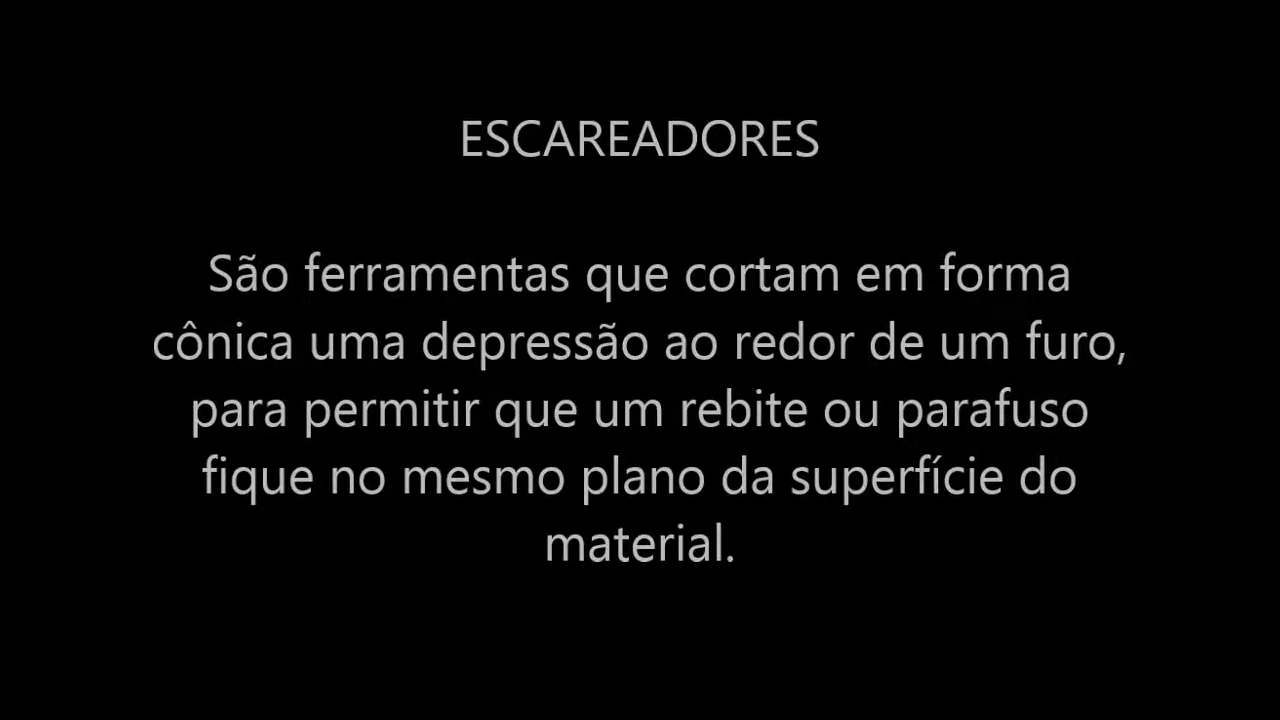 ESCAREADORES
São ferramentas que cortam em forma
cônica uma depressão ao redor de um furo,
para permitir que um rebite ou parafuso
fique no mesmo plano da superfície do
material.